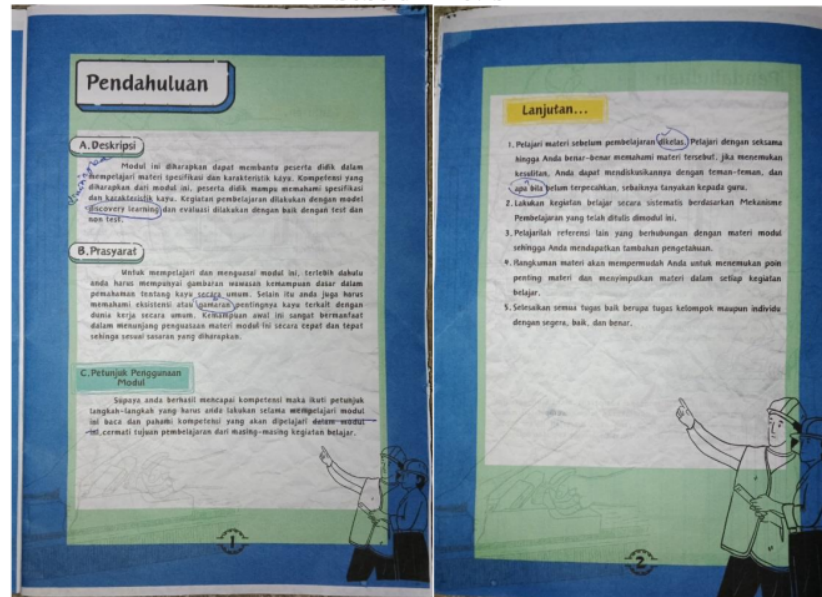 Pendahuluan
A.Deskripsi
Modul ini diharapkan dapat membantu peserta didik dalam
mempelajari materi spesifikasi dan karakteristik kayu. Kompetensi yang
diharapkan dari modul ini, peserta didik mampu memahami spesifikasi
dan karakteristik kayu. Kegiatan pembelajaran dilakukan dengan model
discovery learning dan evaluasi dilakukan dengan baik dengan test dan
non test.
B.Prasyarat
Untuk mempelajari dan menguasai modul ini, terlebih dahulu
anda harus mempunyai gambaran wawasan kemampuan dasar dalam
pemahaman tentang kayu secara umum. Selain itu anda juga harus
memahami eksistensi atau gamaran pentingnya kayu terkait dengan
dunia kerja secara umum. Kemampuan awal ini sangat bermanfaat
dalam menunjang penguasaan materi modul ini secara cepat dan tepat
sehinga sesuai sasaran yang diharapkan.
C.Petunjuk Penggunaan
Modul
Supaya anda berhasil mencapai kompetensi maka ikuti petunjuk
langkah-langkah yang harus anda lakukan selama mempelajari modul
ini baca dan pahami kompetensi yang akan dipelajari dalam modul
ini,cermati tujuan pembelajaran dari masing-masing kegiatan belajar.
1
Lanjutan...
1. Pelajari materi sebelum pembelajaran dikelas. Pelajari dengan seksama
hingga Anda benar-benar memahami materi tersebut, jika menemukan
kesulitan, Anda dapat mendiskusikannya dengan teman-teman, dan
apa bila belum terpecahkan, sebaiknya tanyakan kepada guru.
2. Lakukan kegiatan belajar secara sistematis berdasarkan Mekanisme
Pembelajaran yang telah ditulis dimodul ini.
3. Pelajarilah referensi lain yang berhubungan dengan materi modul
sehingga Anda mendapatkan tambahan pengetahuan.
4. Rangkuman materi akan mempermudah Anda untuk menemukan poin
penting materi dan menyimpulkan materi dalam setiap kegiatan
belajar.
5. Selesaikan semua tugas baik berupa tugas kelompok maupun individu
dengan segera, baik, dan benar.
2